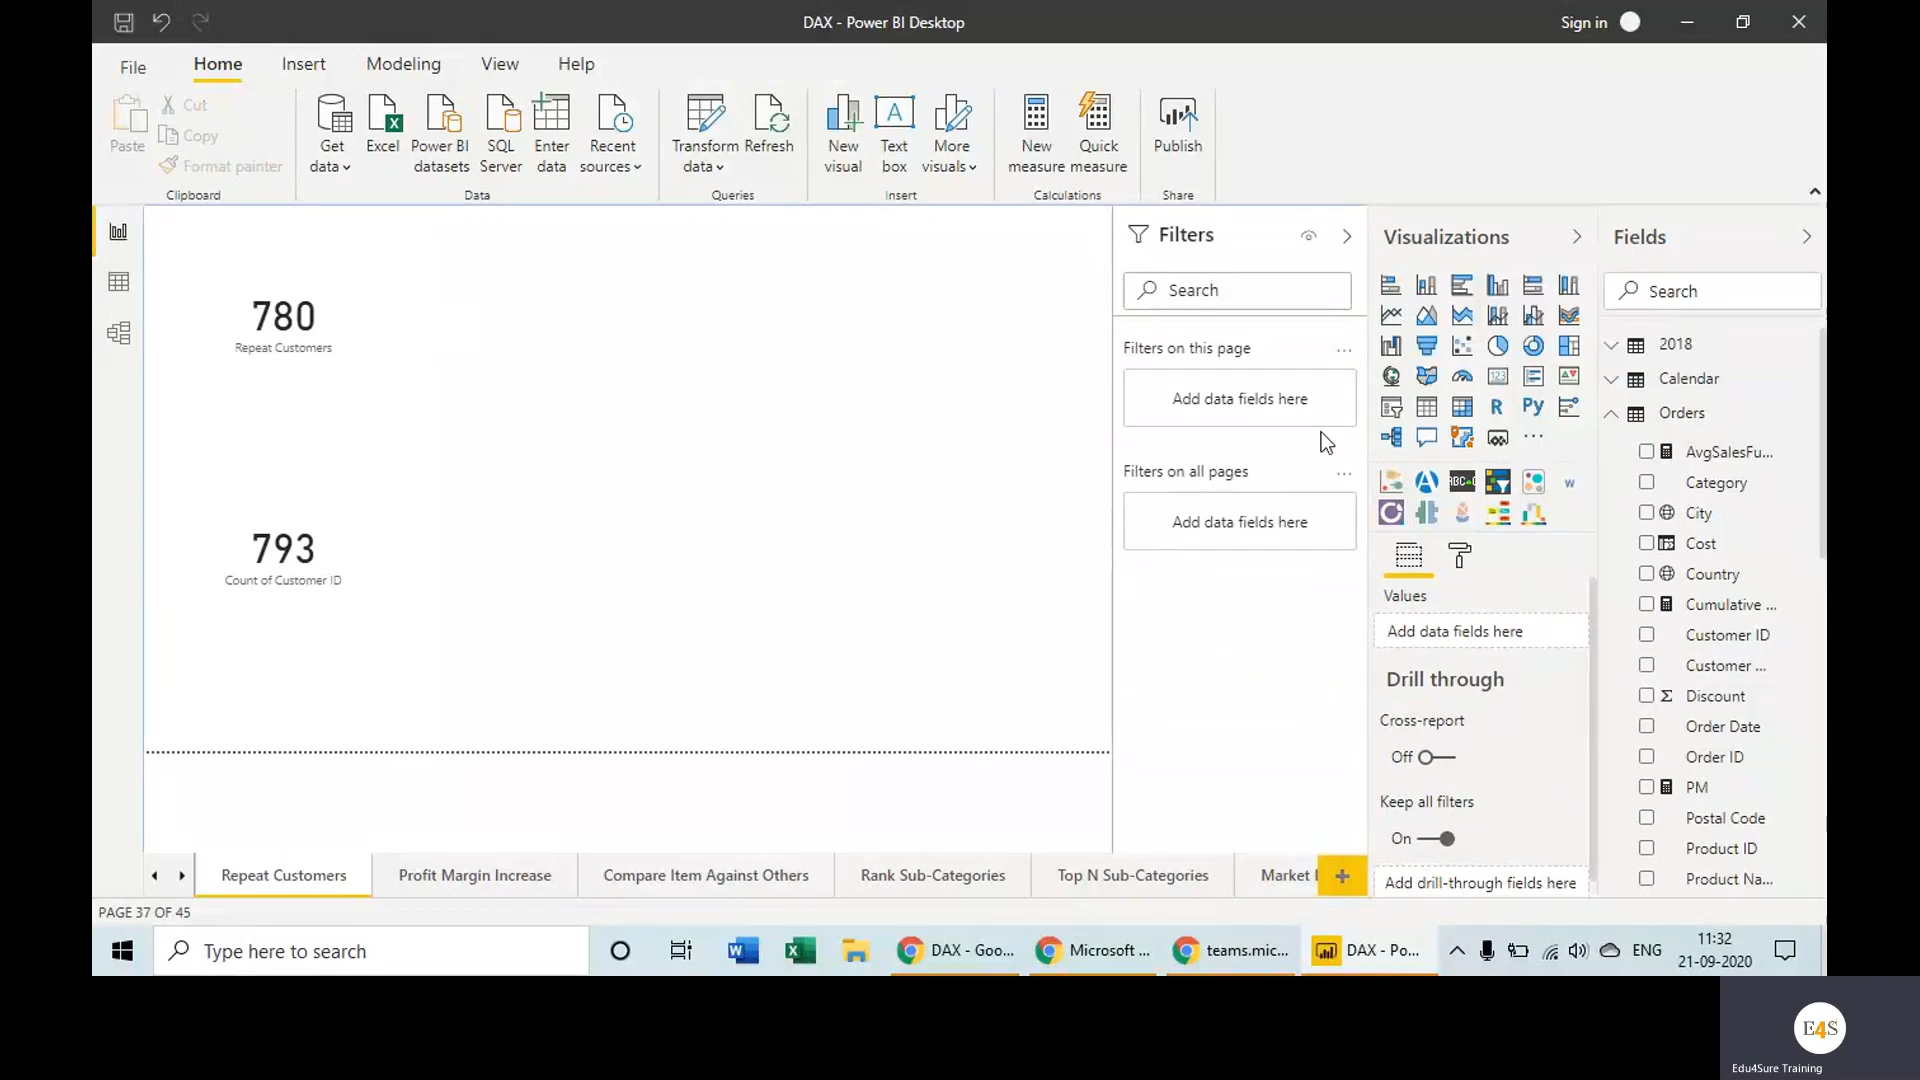 DAX - Power BI Desktop
Sign in
File
Home
Insert
Modeling
View
Help
Paste
Cut
Copy
Format painter
Clipboard
Get data
Excel
Power BI datasets
SQL Server
Enter data
Recent sources
Data
Transform data
Refresh
Queries
New visual
Text box
More visuals
Insert
New measure
Quick measure
Calculations
Publish
Share
780
Repeat Customers
793
Count of Customer ID
Filters
Search
Filters on this page
...
Add data fields here
Filters on all pages
...
Add data fields here
Visualizations
123
R
Py
...
ABC
w
Values
Add data fields here
Drill through
Cross-report
Off
Keep all filters
On
Add drill-through fields here
Fields
Search
2018
Calendar
Orders
AvgSalesFu...
Category
City
Cost
Country
Cumulative ...
Customer ID
Customer ...
Discount
Order Date
Order ID
PM
Postal Code
Product ID
Product Na...
Repeat Customers
Profit Margin Increase
Compare Item Against Others
Rank Sub-Categories
Top N Sub-Categories
Market
PAGE 37 OF 45
Type here to search
DAX - Goo...
Microsoft ...
teams.mic...
DAX - Po...
ENG
11:32
21-09-2020
E4S
Edu4Sure Training